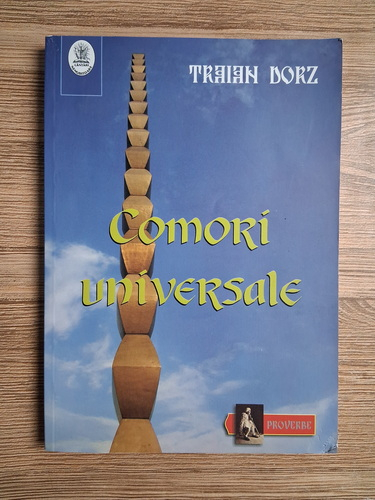 TRAIAN DORZ
Comori
universale
PROVERBE